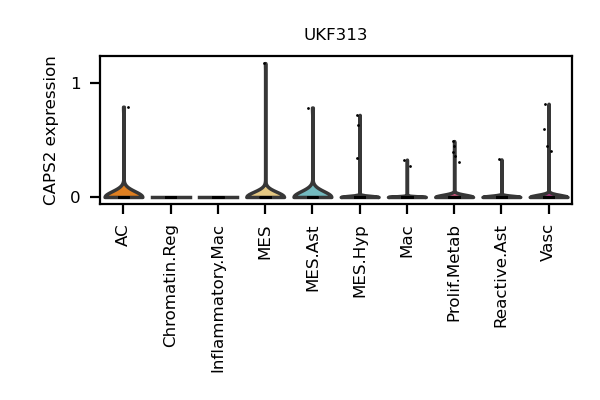 UKF313
CAPS2 expression
1
0
AC
Chromatin.Reg
Inflammatory.Mac
MES
MES.Ast
MES.Hyp
Mac
Prolif.Metab
Reactive.Ast
Vasc